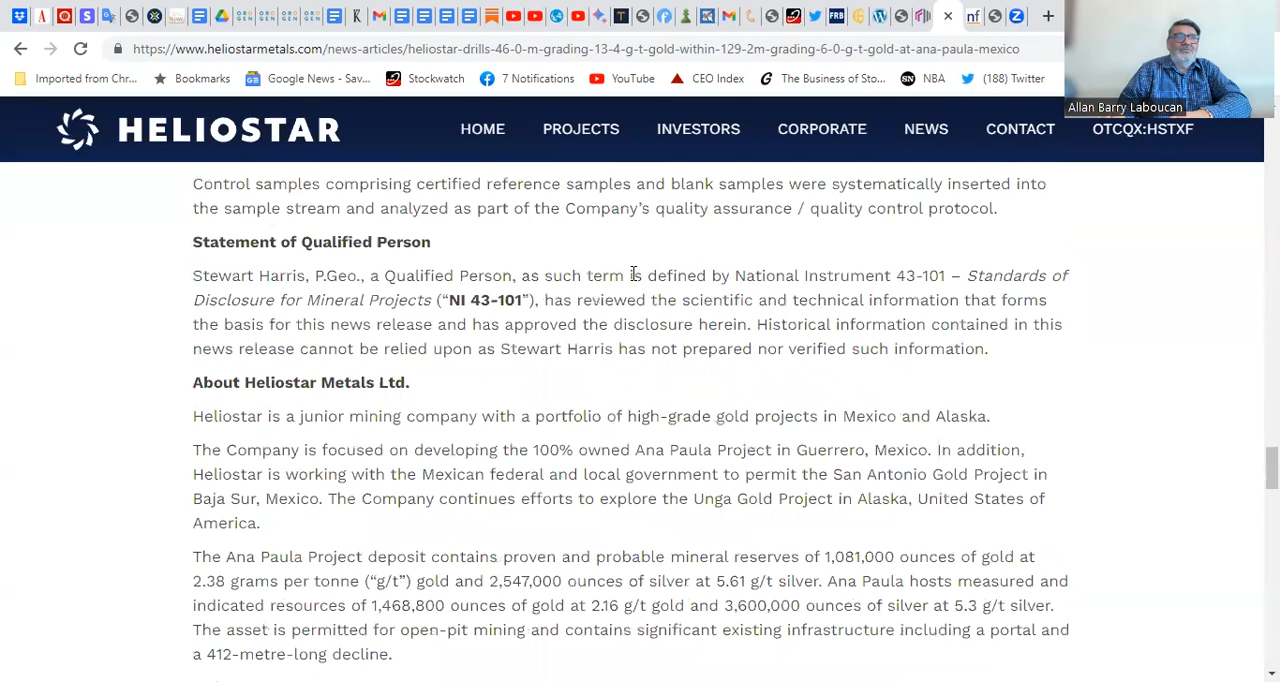 https://www.heliostarmetals.com/news-articles/heliostar-drills-46-0-m-grading-13-4-g-t-gold-within-129-2m-grading-6-0-g-t-gold-at-ana-paula-mexico
Imported from Chr... Bookmarks Google News - Sav... Stockwatch 7 Notifications YouTube CEO Index The Business of Sto... NBA (188) Twitter
Allan Barry Laboucan
HELIOSTAR HOME PROJECTS INVESTORS CORPORATE NEWS CONTACT OTCQX:HSTXF
Control samples comprising certified reference samples and blank samples were systematically inserted into
the sample stream and analyzed as part of the Company's quality assurance / quality control protocol.
Statement of Qualified Person
Stewart Harris, P.Geo., a Qualified Person, as such term is defined by National Instrument 43-101 – Standards of
Disclosure for Mineral Projects (“NI 43-101”), has reviewed the scientific and technical information that forms
the basis for this news release and has approved the disclosure herein. Historical information contained in this
news release cannot be relied upon as Stewart Harris has not prepared nor verified such information.
About Heliostar Metals Ltd.
Heliostar is a junior mining company with a portfolio of high-grade gold projects in Mexico and Alaska.
The Company is focused on developing the 100% owned Ana Paula Project in Guerrero, Mexico. In addition,
Heliostar is working with the Mexican federal and local government to permit the San Antonio Gold Project in
Baja Sur, Mexico. The Company continues efforts to explore the Unga Gold Project in Alaska, United States of
America.
The Ana Paula Project deposit contains proven and probable mineral reserves of 1,081,000 ounces of gold at
2.38 grams per tonne (“g/t”) gold and 2,547,000 ounces of silver at 5.61 g/t silver. Ana Paula hosts measured and
indicated resources of 1,468,800 ounces of gold at 2.16 g/t gold and 3,600,000 ounces of silver at 5.3 g/t silver.
The asset is permitted for open-pit mining and contains significant existing infrastructure including a portal and
a 412-metre-long decline.